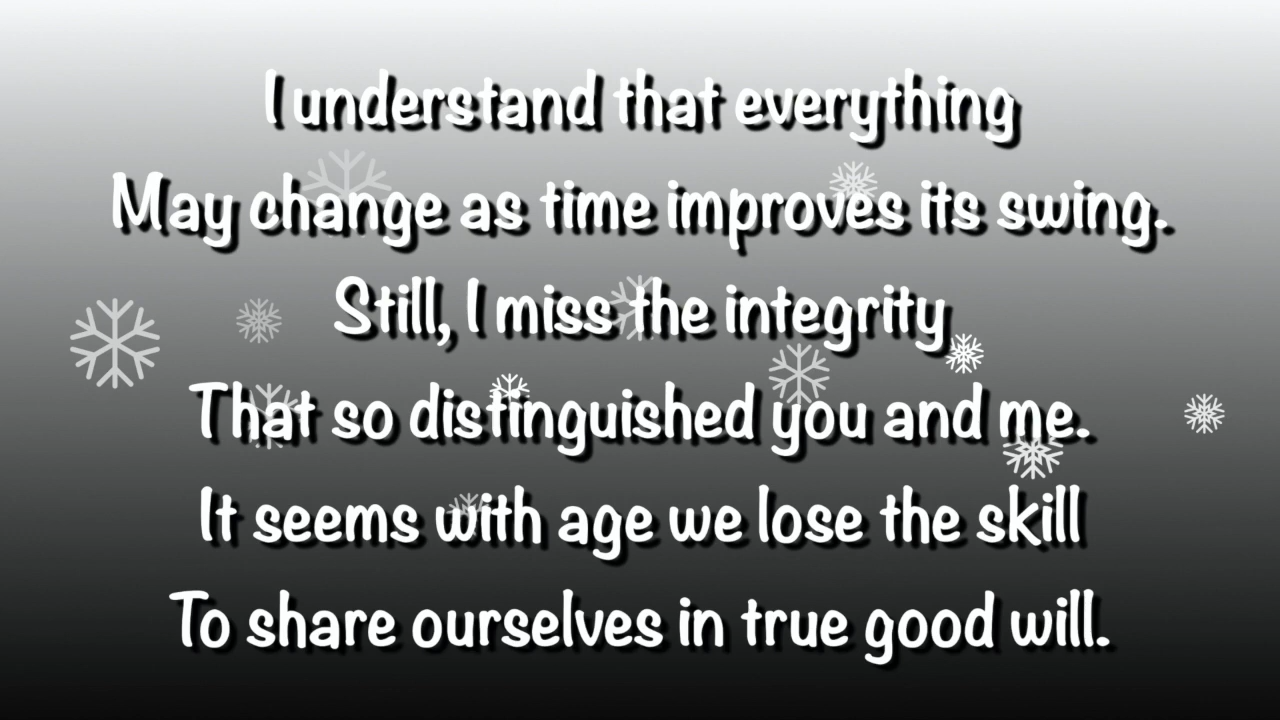 I understand that everything
May change as time improves its swing.
Still, I miss the integrity
That so distinguished you and me.
It seems with age we lose the skill
To share ourselves in true good will.